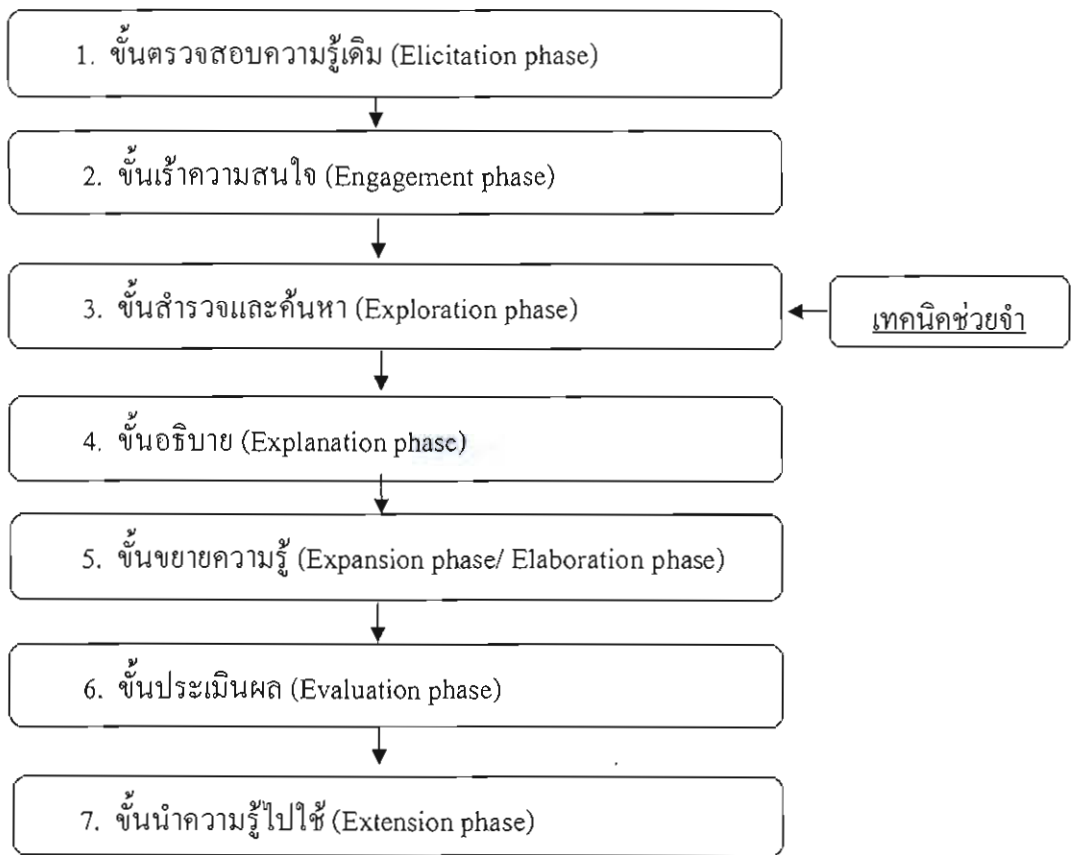 1. ขั้นตรวจสอบความรู้เดิม (Elicitation phase)
2. ขั้นเร้าความสนใจ (Engagement phase)
3. ขั้นสำรวจและค้นหา (Exploration phase)
เทคนิคช่วยจำ
4. ขั้นอธิบาย (Explanation phase)
5. ขั้นขยายความรู้ (Expansion phase/ Elaboration phase)
6. ขั้นประเมินผล (Evaluation phase)
7. ขั้นนำความรู้ไปใช้ (Extension phase)